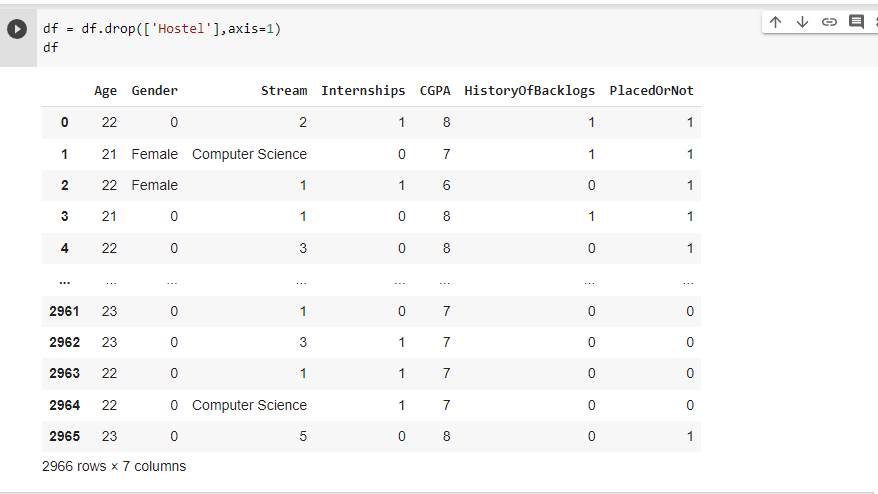 df = df.drop(['Hostel'],axis=1)
df
Age Gender Stream Internships CGPA HistoryOfBacklogs PlacedOrNot
0 22 0 2 1 8 1 1
1 21 Female Computer Science 0 7 1 1
2 22 Female 1 1 6 0 1
3 21 0 1 0 8 1 1
4 22 0 3 0 8 0 1
... ... ... ... ... ... ... ...
2961 23 0 1 0 7 0 0
2962 23 0 3 1 7 0 0
2963 22 0 1 1 7 0 0
2964 22 0 Computer Science 1 7 0 0
2965 23 0 5 0 8 0 1
2966 rows × 7 columns